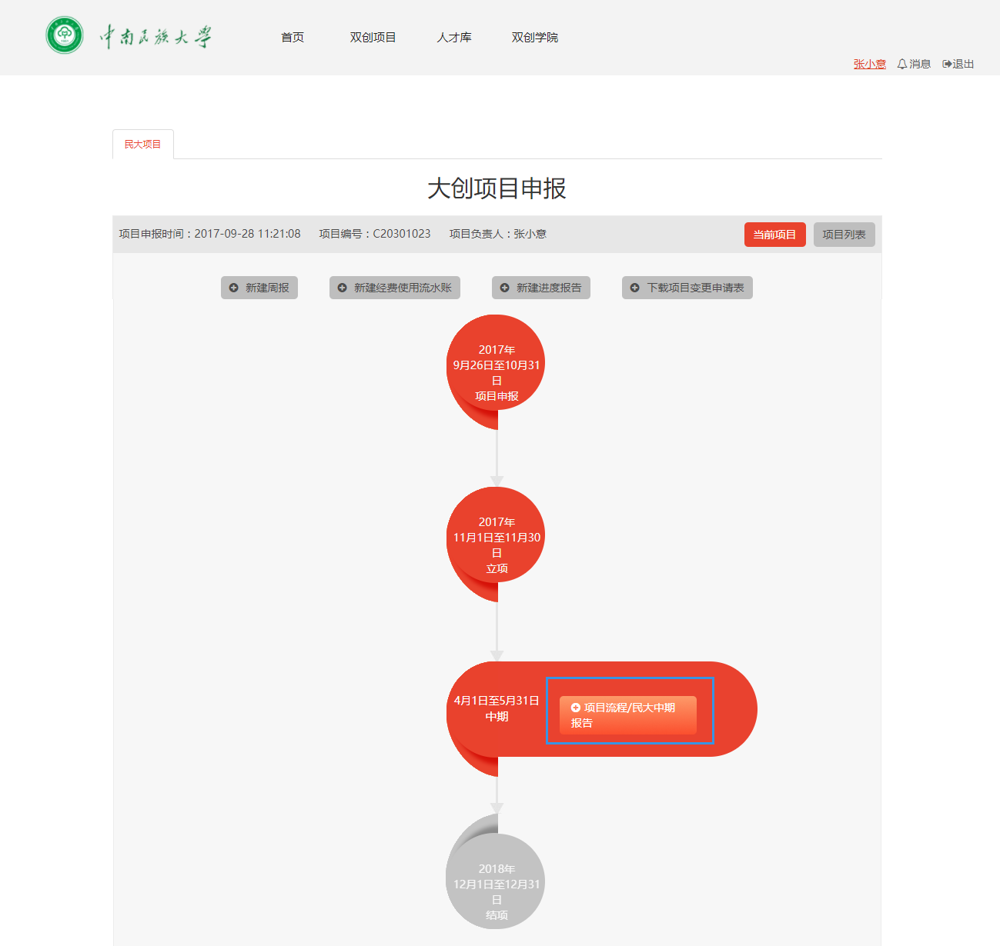 中南民族大学
首页 双创项目 人才库 双创学院
张小意 消息 退出
民大项目
大创项目申报
项目申报时间：2017-09-28 11:21:08 项目编号：C20301023 项目负责人：张小意 当前项目 项目列表
新建周报 新建经费使用流水账 新建进度报告 下载项目变更申请表
2017年
9月26日至10月31
日
项目申报
2017年
11月1日至11月30
日
立项
4月1日至5月31日
中期
项目流程/民大中期
报告
2018年
12月1日至12月31
日
结项